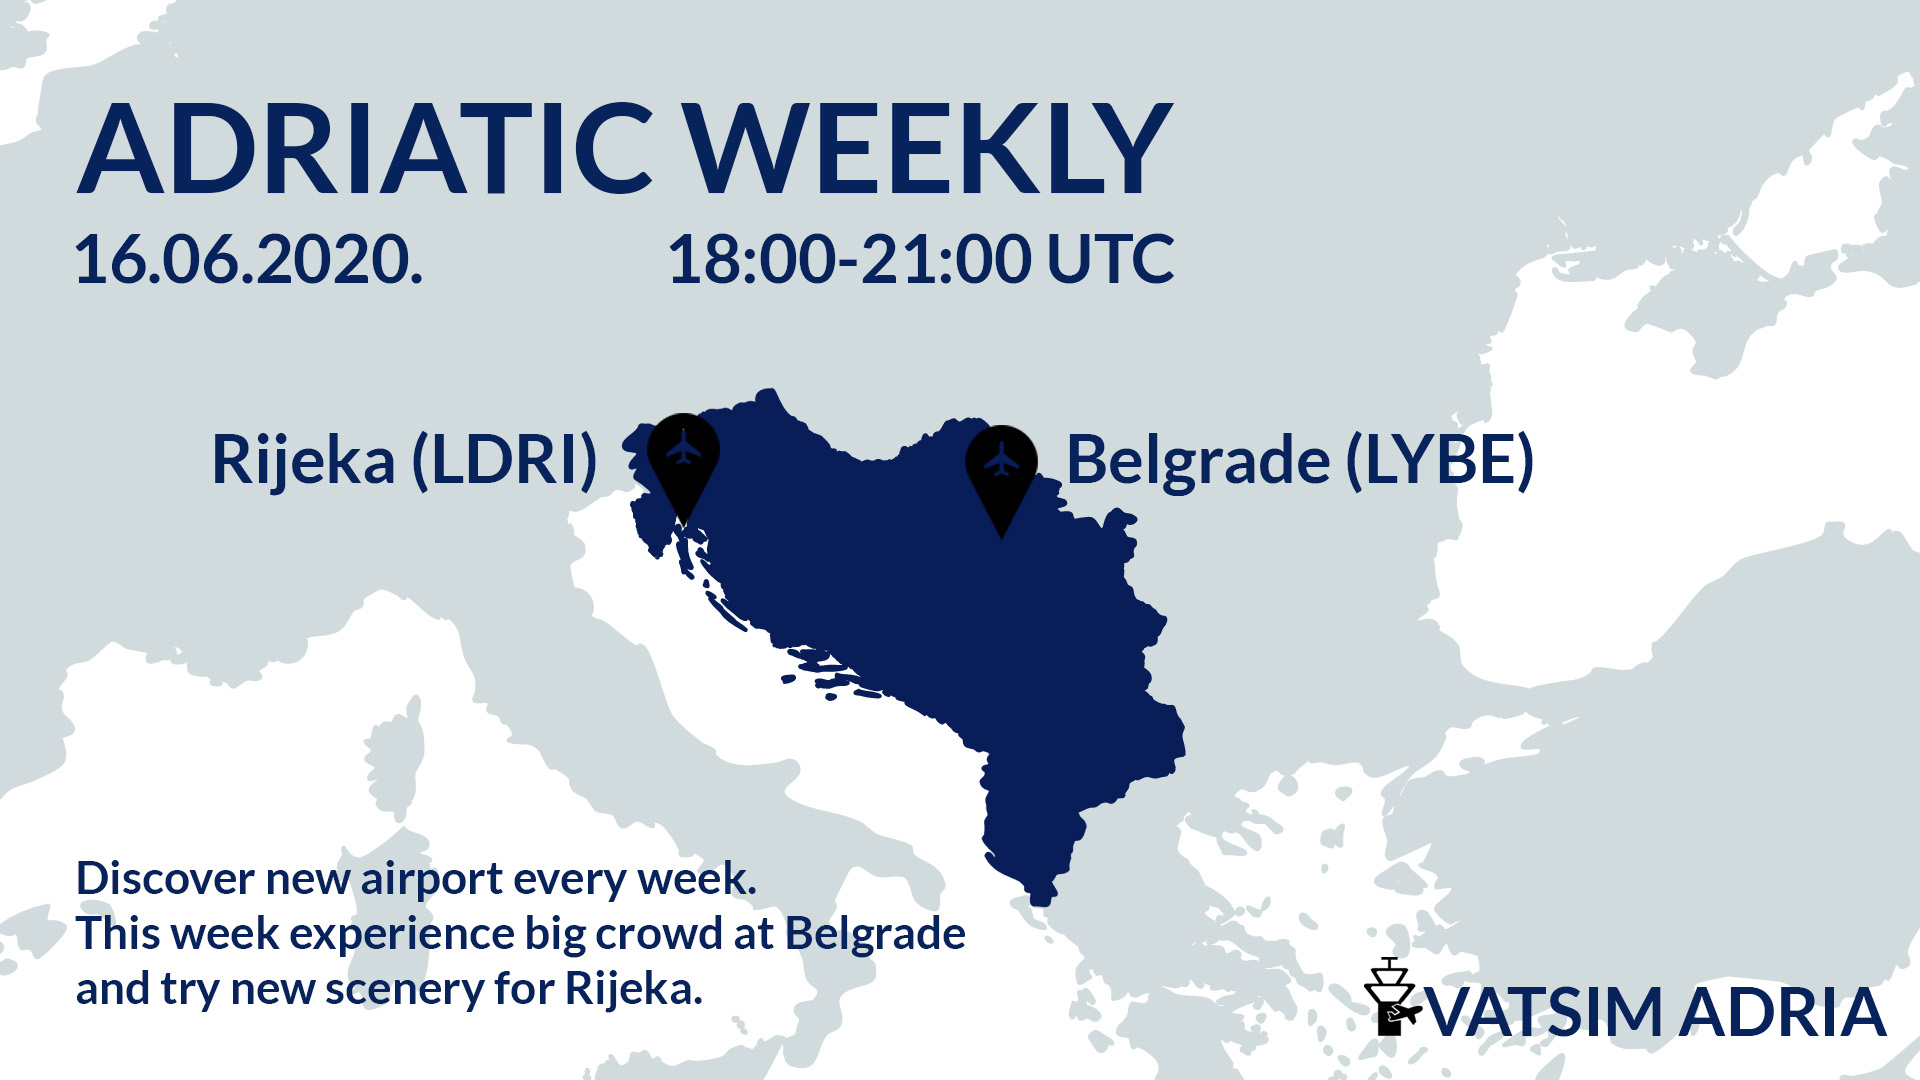 ADRIATIC WEEKLY
16.06.2020. 18:00-21:00 UTC
Rijeka (LDRI) Belgrade (LYBE)
Discover new airport every week.
This week experience big crowd at Belgrade
and try new scenery for Rijeka.
VATSIM ADRIA